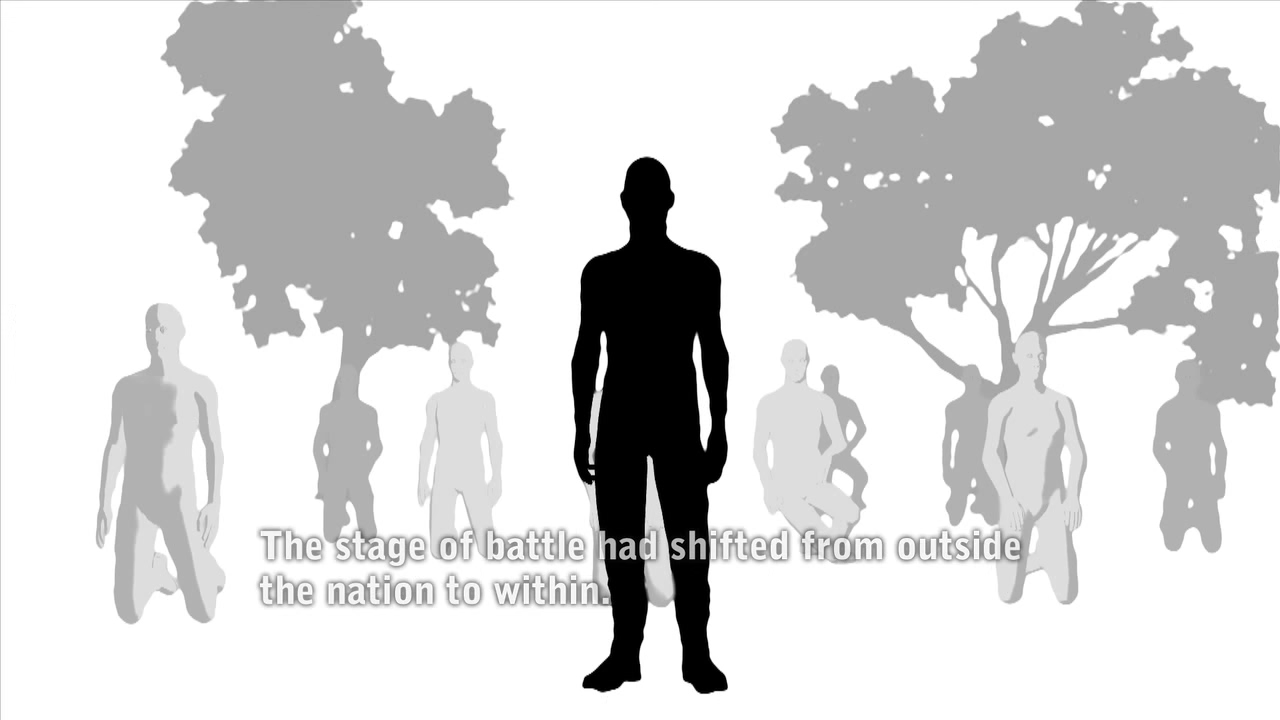 The stage of battle had shifted from outside
the nation to within.